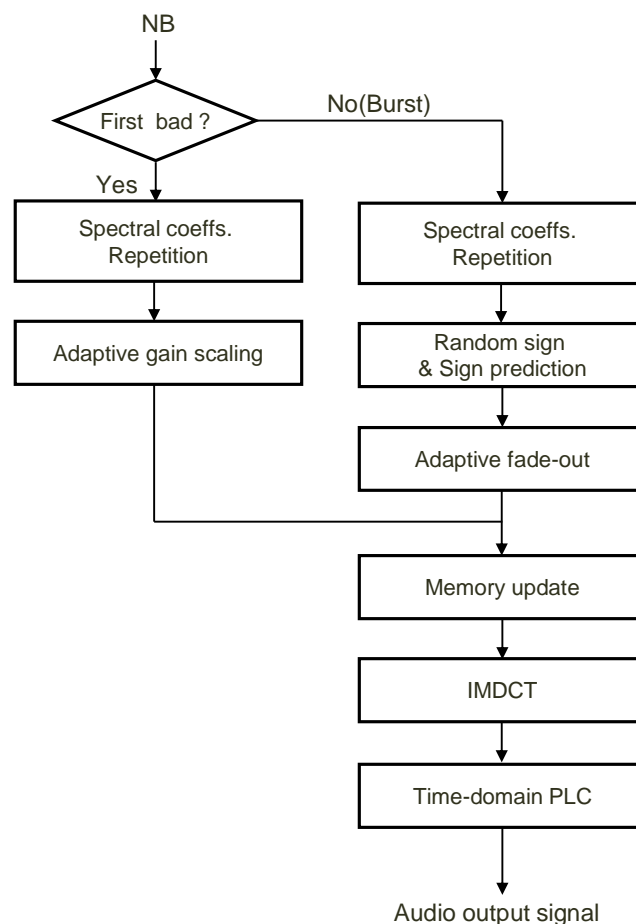 NB
First bad ?
No(Burst)
Yes
Spectral coeffs.
Repetition
Adaptive gain scaling
Spectral coeffs.
Repetition
Random sign
& Sign prediction
Adaptive fade-out
Memory update
IMDCT
Time-domain PLC
Audio output signal